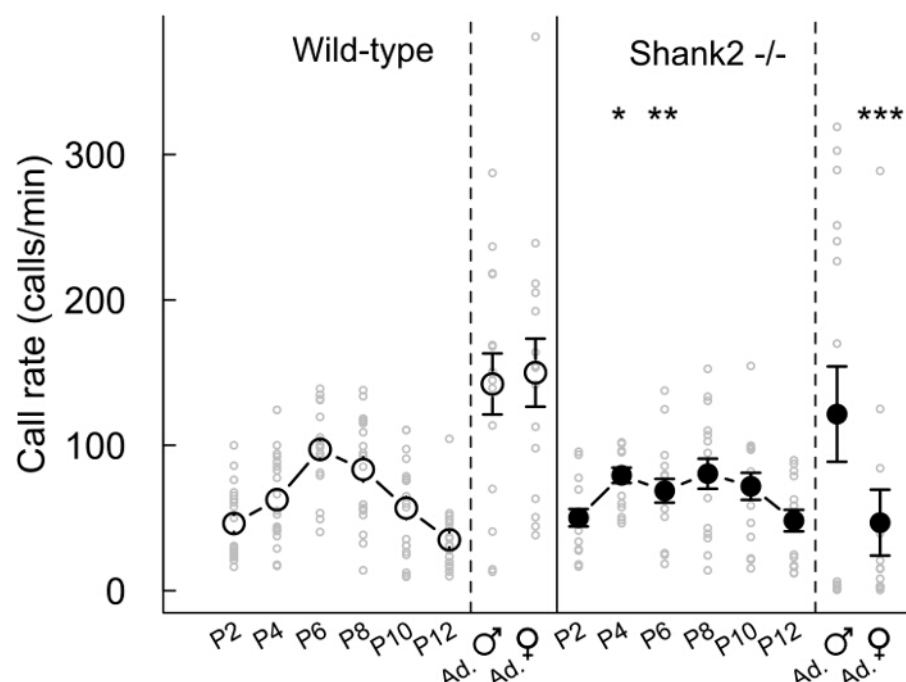 Wild-type
Shank2 -/-
* ** ***
Call rate (calls/min)
300
200
100
0
P2 P4 P6 P8 P10 P12 Ad. ♂ Ad. ♀ P2 P4 P6 P8 P10 P12 Ad. ♂ Ad. ♀